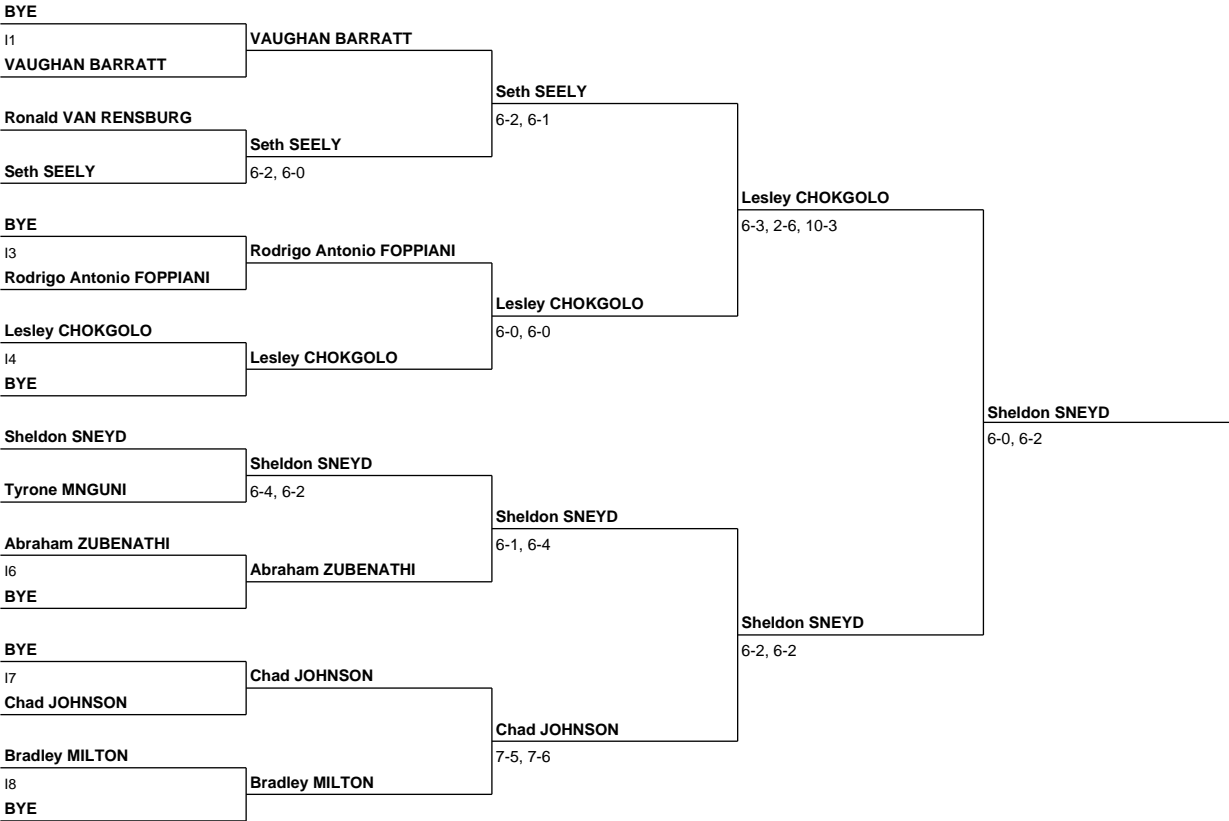 BYE
I1
VAUGHAN BARRATT
VAUGHAN BARRATT
Ronald VAN RENSBURG
Seth SEELY
Seth SEELY
6-2, 6-0
Seth SEELY
6-2, 6-1
BYE
I3
Rodrigo Antonio FOPPIANI
Rodrigo Antonio FOPPIANI
Lesley CHOKGOLO
I4
BYE
Lesley CHOKGOLO
Lesley CHOKGOLO
6-0, 6-0
Lesley CHOKGOLO
6-3, 2-6, 10-3
Sheldon SNEYD
Tyrone MNGUNI
Sheldon SNEYD
6-4, 6-2
Abraham ZUBENATHI
I6
BYE
Abraham ZUBENATHI
Sheldon SNEYD
6-1, 6-4
BYE
I7
Chad JOHNSON
Chad JOHNSON
Bradley MILTON
I8
BYE
Bradley MILTON
Chad JOHNSON
7-5, 7-6
Sheldon SNEYD
6-2, 6-2
Sheldon SNEYD
6-0, 6-2